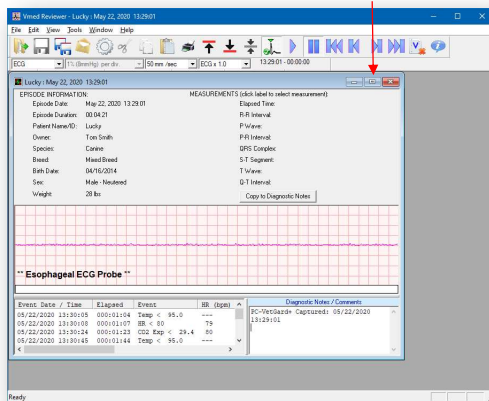 Vmed Reviewer - Lucky : May 22, 2020 13:29:01
File Edit View Tools Window Help
ECG 1% (0mmHg) per div. 50 mm /sec ECG x 1.0 13:29:01 - 00:00:00
Lucky : May 22, 2020 13:29:01
EPISODE INFORMATION: MEASUREMENTS (click label to select measurement)
Episode Date: May 22, 2020 13:29:01 Elapsed Time:
Episode Duration: 00:04:21 R-R Interval:
Patient Name/ID: Lucky P Wave:
Owner: Tom Smith P-R Interval:
Species: Canine QRS Complex:
Breed: Mixed Breed S-T Segment:
Birth Date: 04/16/2014 T Wave:
Sex: Male - Neutered Q-T Interval:
Weight: 28 lbs Copy to Diagnostic Notes
** Esophageal ECG Probe **
Event Date / Time Elapsed Event HR (bpm) Diagnostic Notes / Comments
05/22/2020 13:30:05 000:01:04 Temp < 95.0 --- PC-VetGard+ Captured: 05/22/2020
05/22/2020 13:30:08 000:01:07 HR < 80 79 13:29:01
05/22/2020 13:30:24 000:01:23 CO2 Exp < 29.4 80
05/22/2020 13:30:45 000:01:44 Temp < 95.0 ---
Ready